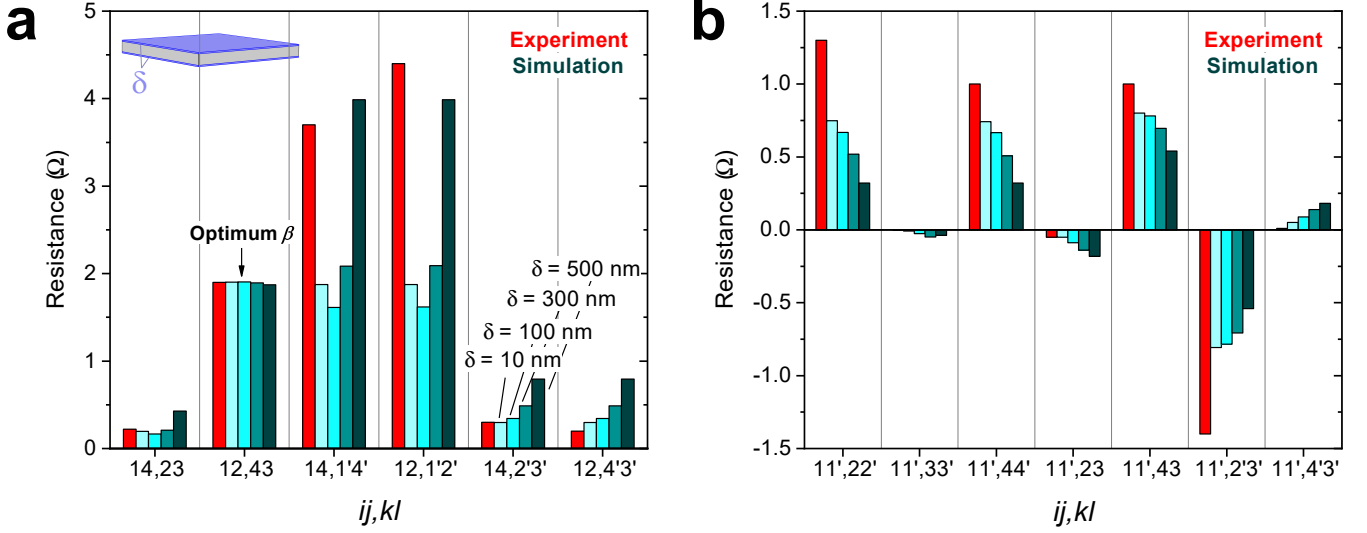 a
5
4
3
2
1
0
Resistance (Ω)
δ
Experiment
Simulation
Optimum β
δ = 500 nm
δ = 300 nm
δ = 100 nm
δ = 10 nm
14,23 12,43 14,1'4' 12,1'2' 14,2'3' 12,4'3'
ij,kl
b
1.5
1.0
0.5
0.0
-0.5
-1.0
-1.5
Resistance (Ω)
Experiment
Simulation
11',22' 11',33' 11',44' 11',23 11',43 11',2'3' 11',4'3'
ij,kl